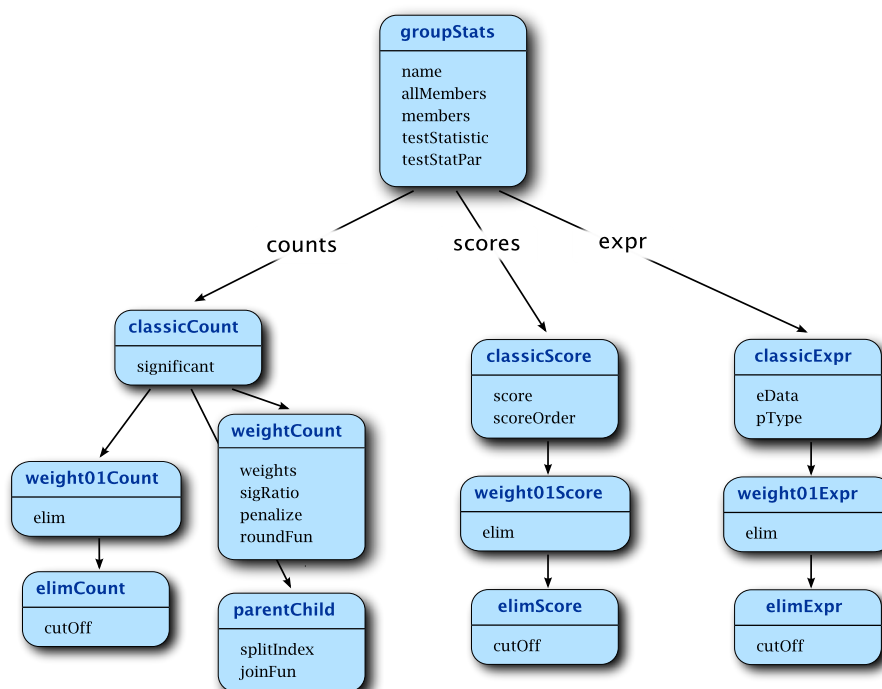 groupStats
name
allMembers
members
testStatistic
testStatPar
counts
scores
expr
classicCount
significant
classicScore
score
scoreOrder
classicExpr
eData
pType
weightCount
weights
sigRatio
penalize
roundFun
weight01Count
elim
weight01Score
elim
weight01Expr
elim
elimCount
cutOff
parentChild
splitIndex
joinFun
elimScore
cutOff
elimExpr
cutOff